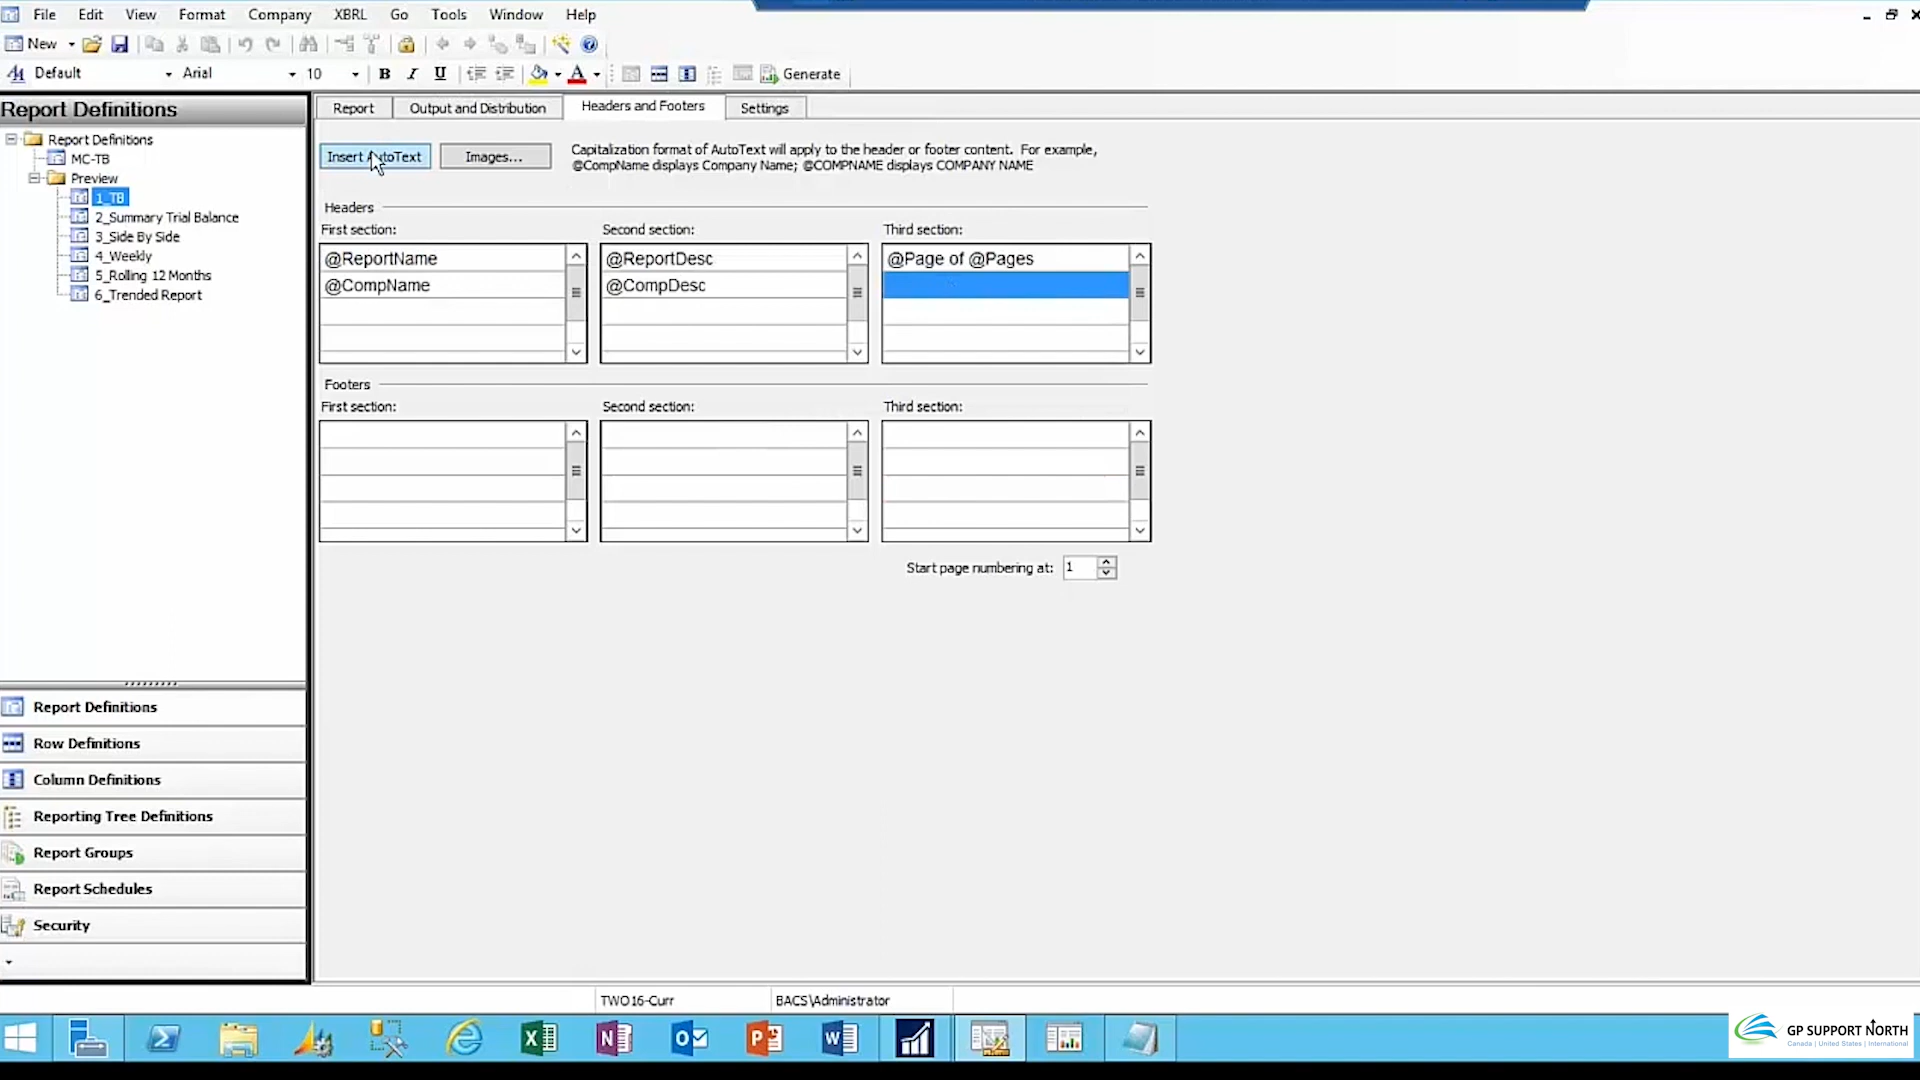 File Edit View Format Company XBRL Go Tools Window Help
New
Default Arial 10 B I U A Generate
Report Definitions
Report Output and Distribution Headers and Footers Settings
Report Definitions
MC-TB
Preview
1_TB
2_Summary Trial Balance
3_Side By Side
4_Weekly
5_Rolling 12 Months
6_Trended Report
Insert AutoText Images...
Capitalization format of AutoText will apply to the header or footer content. For example,
@CompName displays Company Name; @COMPNAME displays COMPANY NAME
Headers
First section: Second section: Third section:
@ReportName @ReportDesc @Page of @Pages
@CompName @CompDesc
Footers
First section: Second section: Third section:
Start page numbering at: 1
Report Definitions
Row Definitions
Column Definitions
Reporting Tree Definitions
Report Groups
Report Schedules
Security
TWO16-Curr BACS\Administrator
GP SUPPORT NORTH
Canada | United States | International